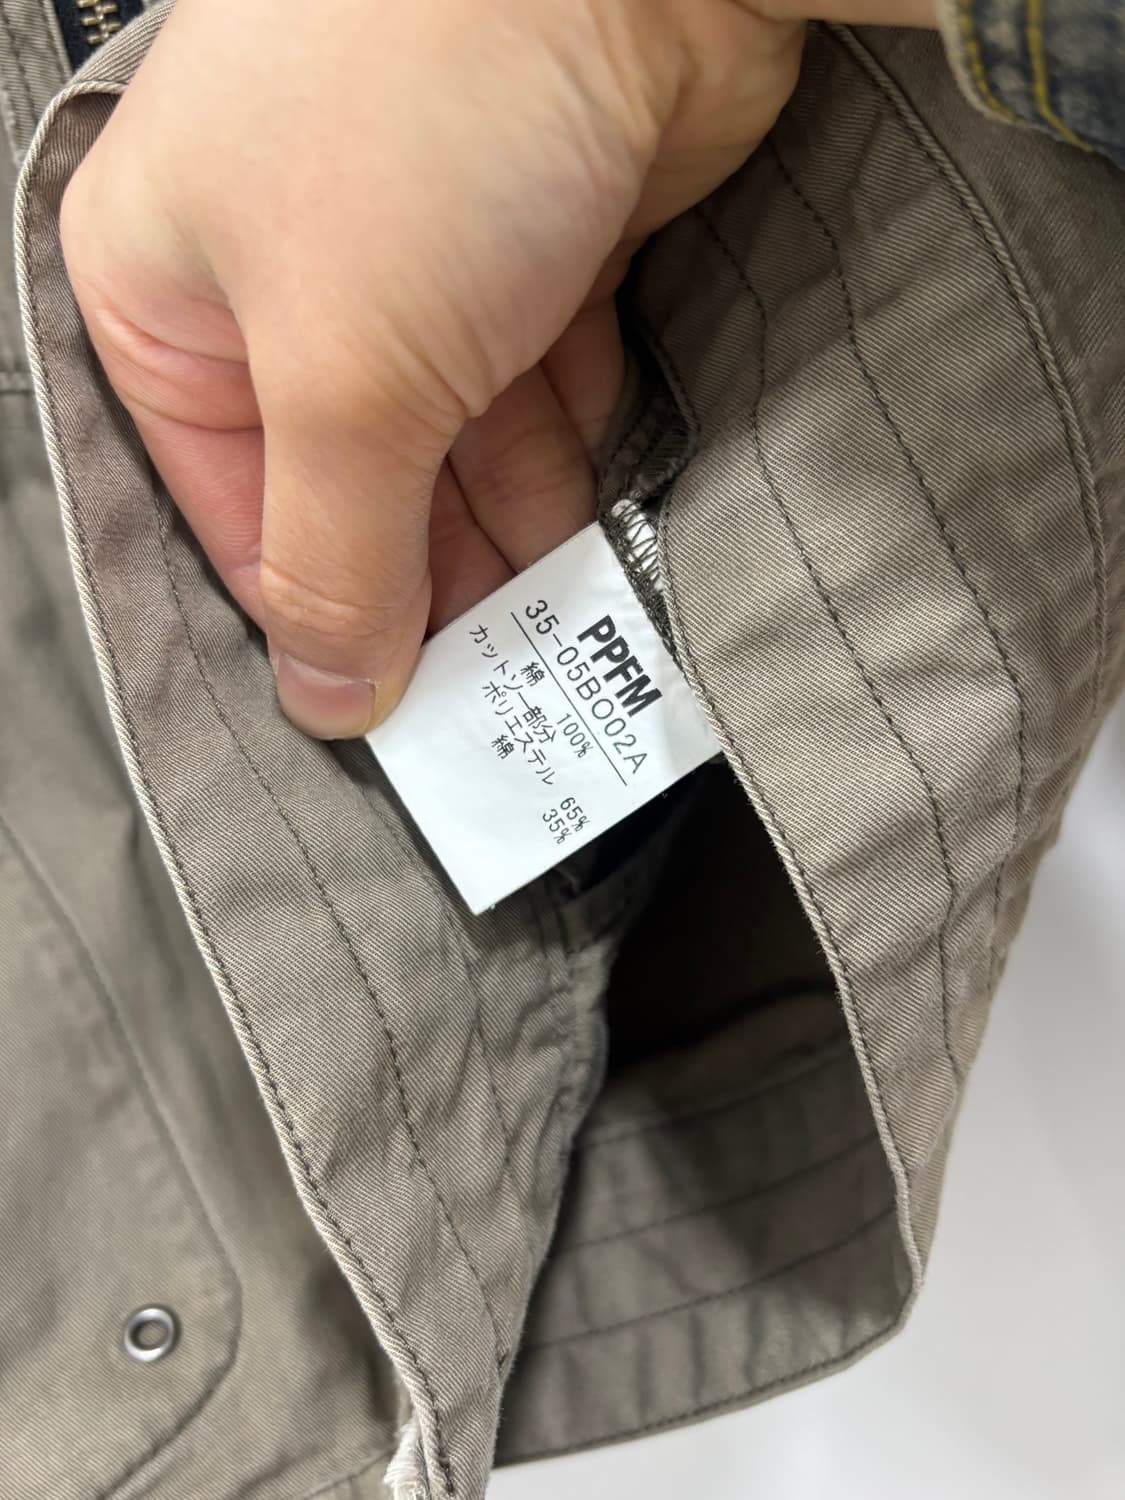 PPFM
35-05BO02A
綿 100%
カットソー部分
ポリエステル 65%
綿 35%